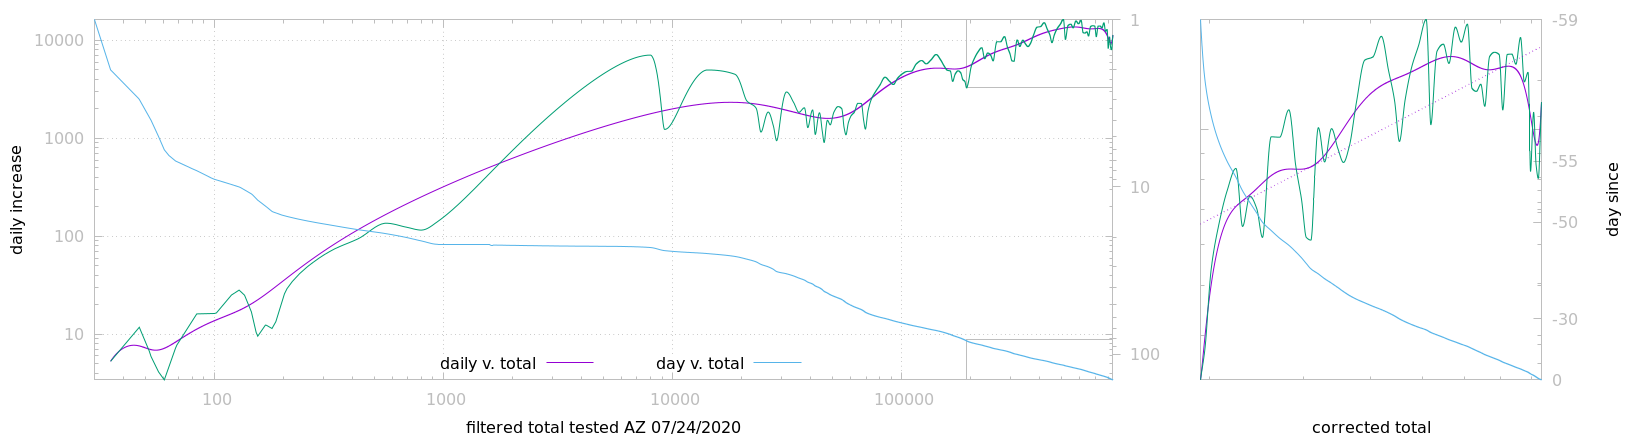 10000
1000
100
10
daily increase
daily v. total
day v. total
100
1000
10000
100000
filtered total tested AZ 07/24/2020
1
10
100
-59
-55
-50
-30
0
day since
corrected total